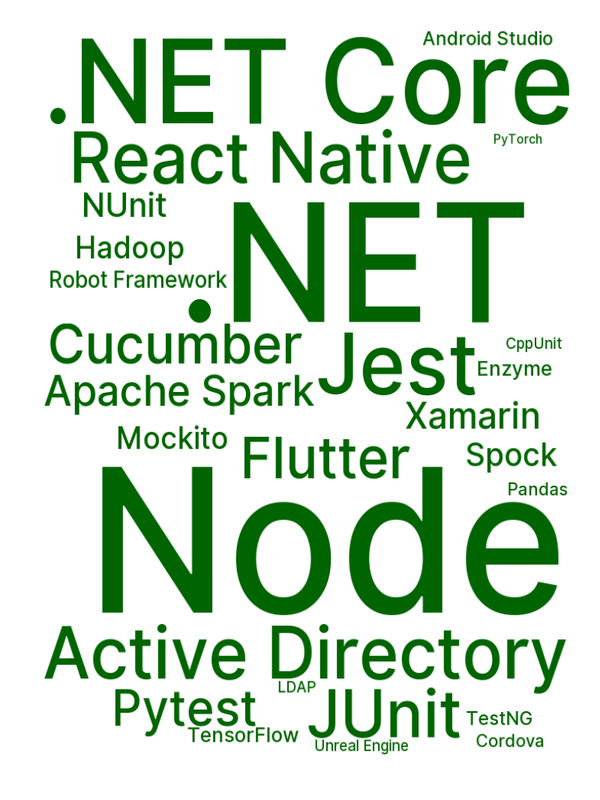 Android Studio
.NET Core
PyTorch
React Native
NUnit
.NET
Hadoop
Robot Framework
Cucumber
Jest
CppUnit
Enzyme
Apache Spark
Xamarin
Mockito
Flutter
Spock
Pandas
Node
Active Directory
LDAP
Pytest
JUnit
TestNG
TensorFlow
Cordova
Unreal Engine